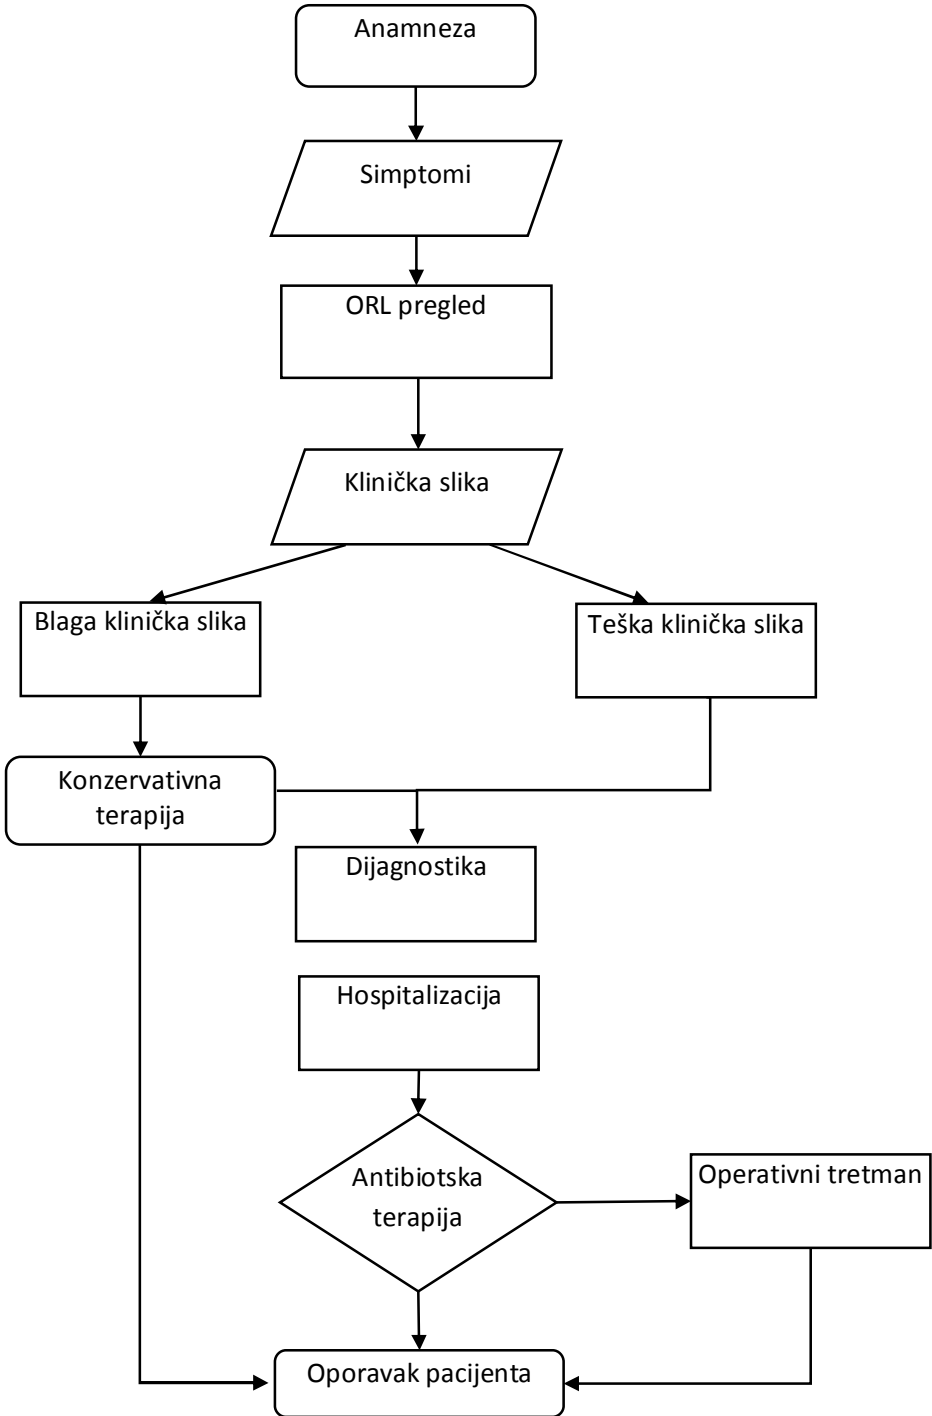 Anamneza
Simptomi
ORL pregled
Klinička slika
Blaga klinička slika
Teška klinička slika
Konzervativna
terapija
Dijagnostika
Hospitalizacija
Antibiotska
terapija
Operativni tretman
Oporavak pacijenta